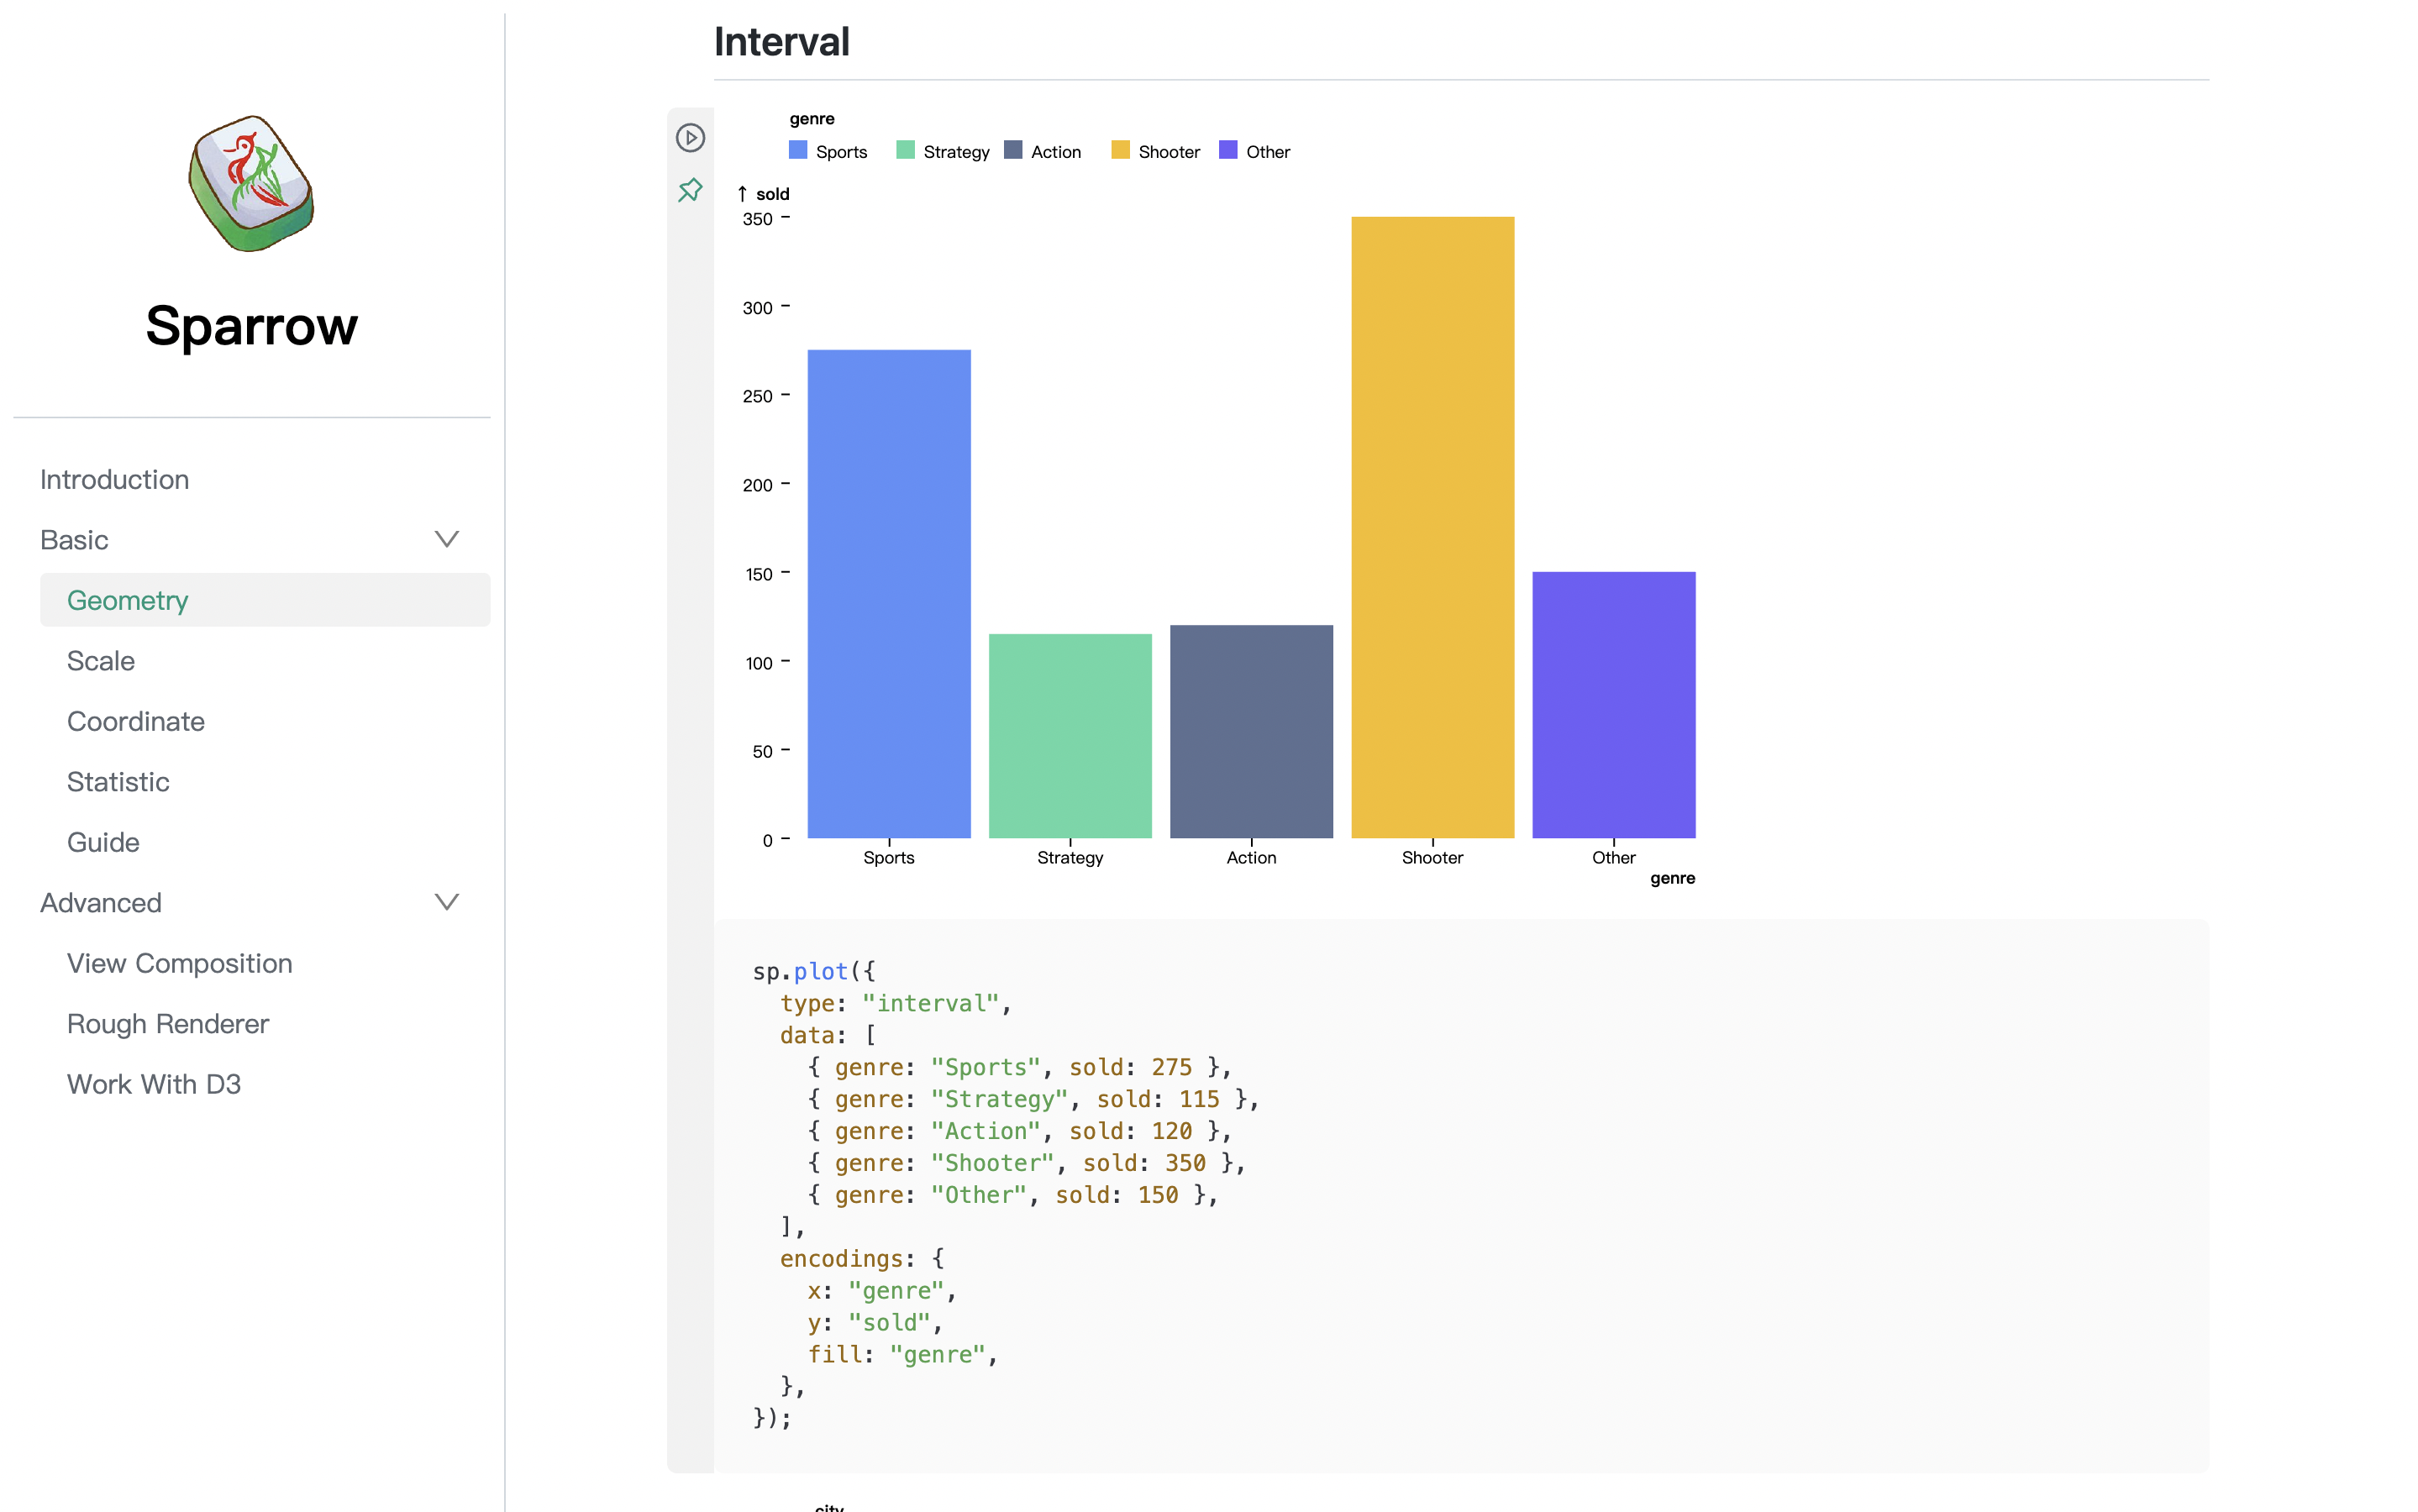 Sparrow
Introduction
Basic
Geometry
Scale
Coordinate
Statistic
Guide
Advanced
View Composition
Rough Renderer
Work With D3
Interval
genre
Sports Strategy Action Shooter Other
↑ sold
350
300
250
200
150
100
50
0
Sports Strategy Action Shooter Other
genre
sp.plot({
  type: "interval",
  data: [
    { genre: "Sports", sold: 275 },
    { genre: "Strategy", sold: 115 },
    { genre: "Action", sold: 120 },
    { genre: "Shooter", sold: 350 },
    { genre: "Other", sold: 150 },
  ],
  encodings: {
    x: "genre",
    y: "sold",
    fill: "genre",
  },
});
city